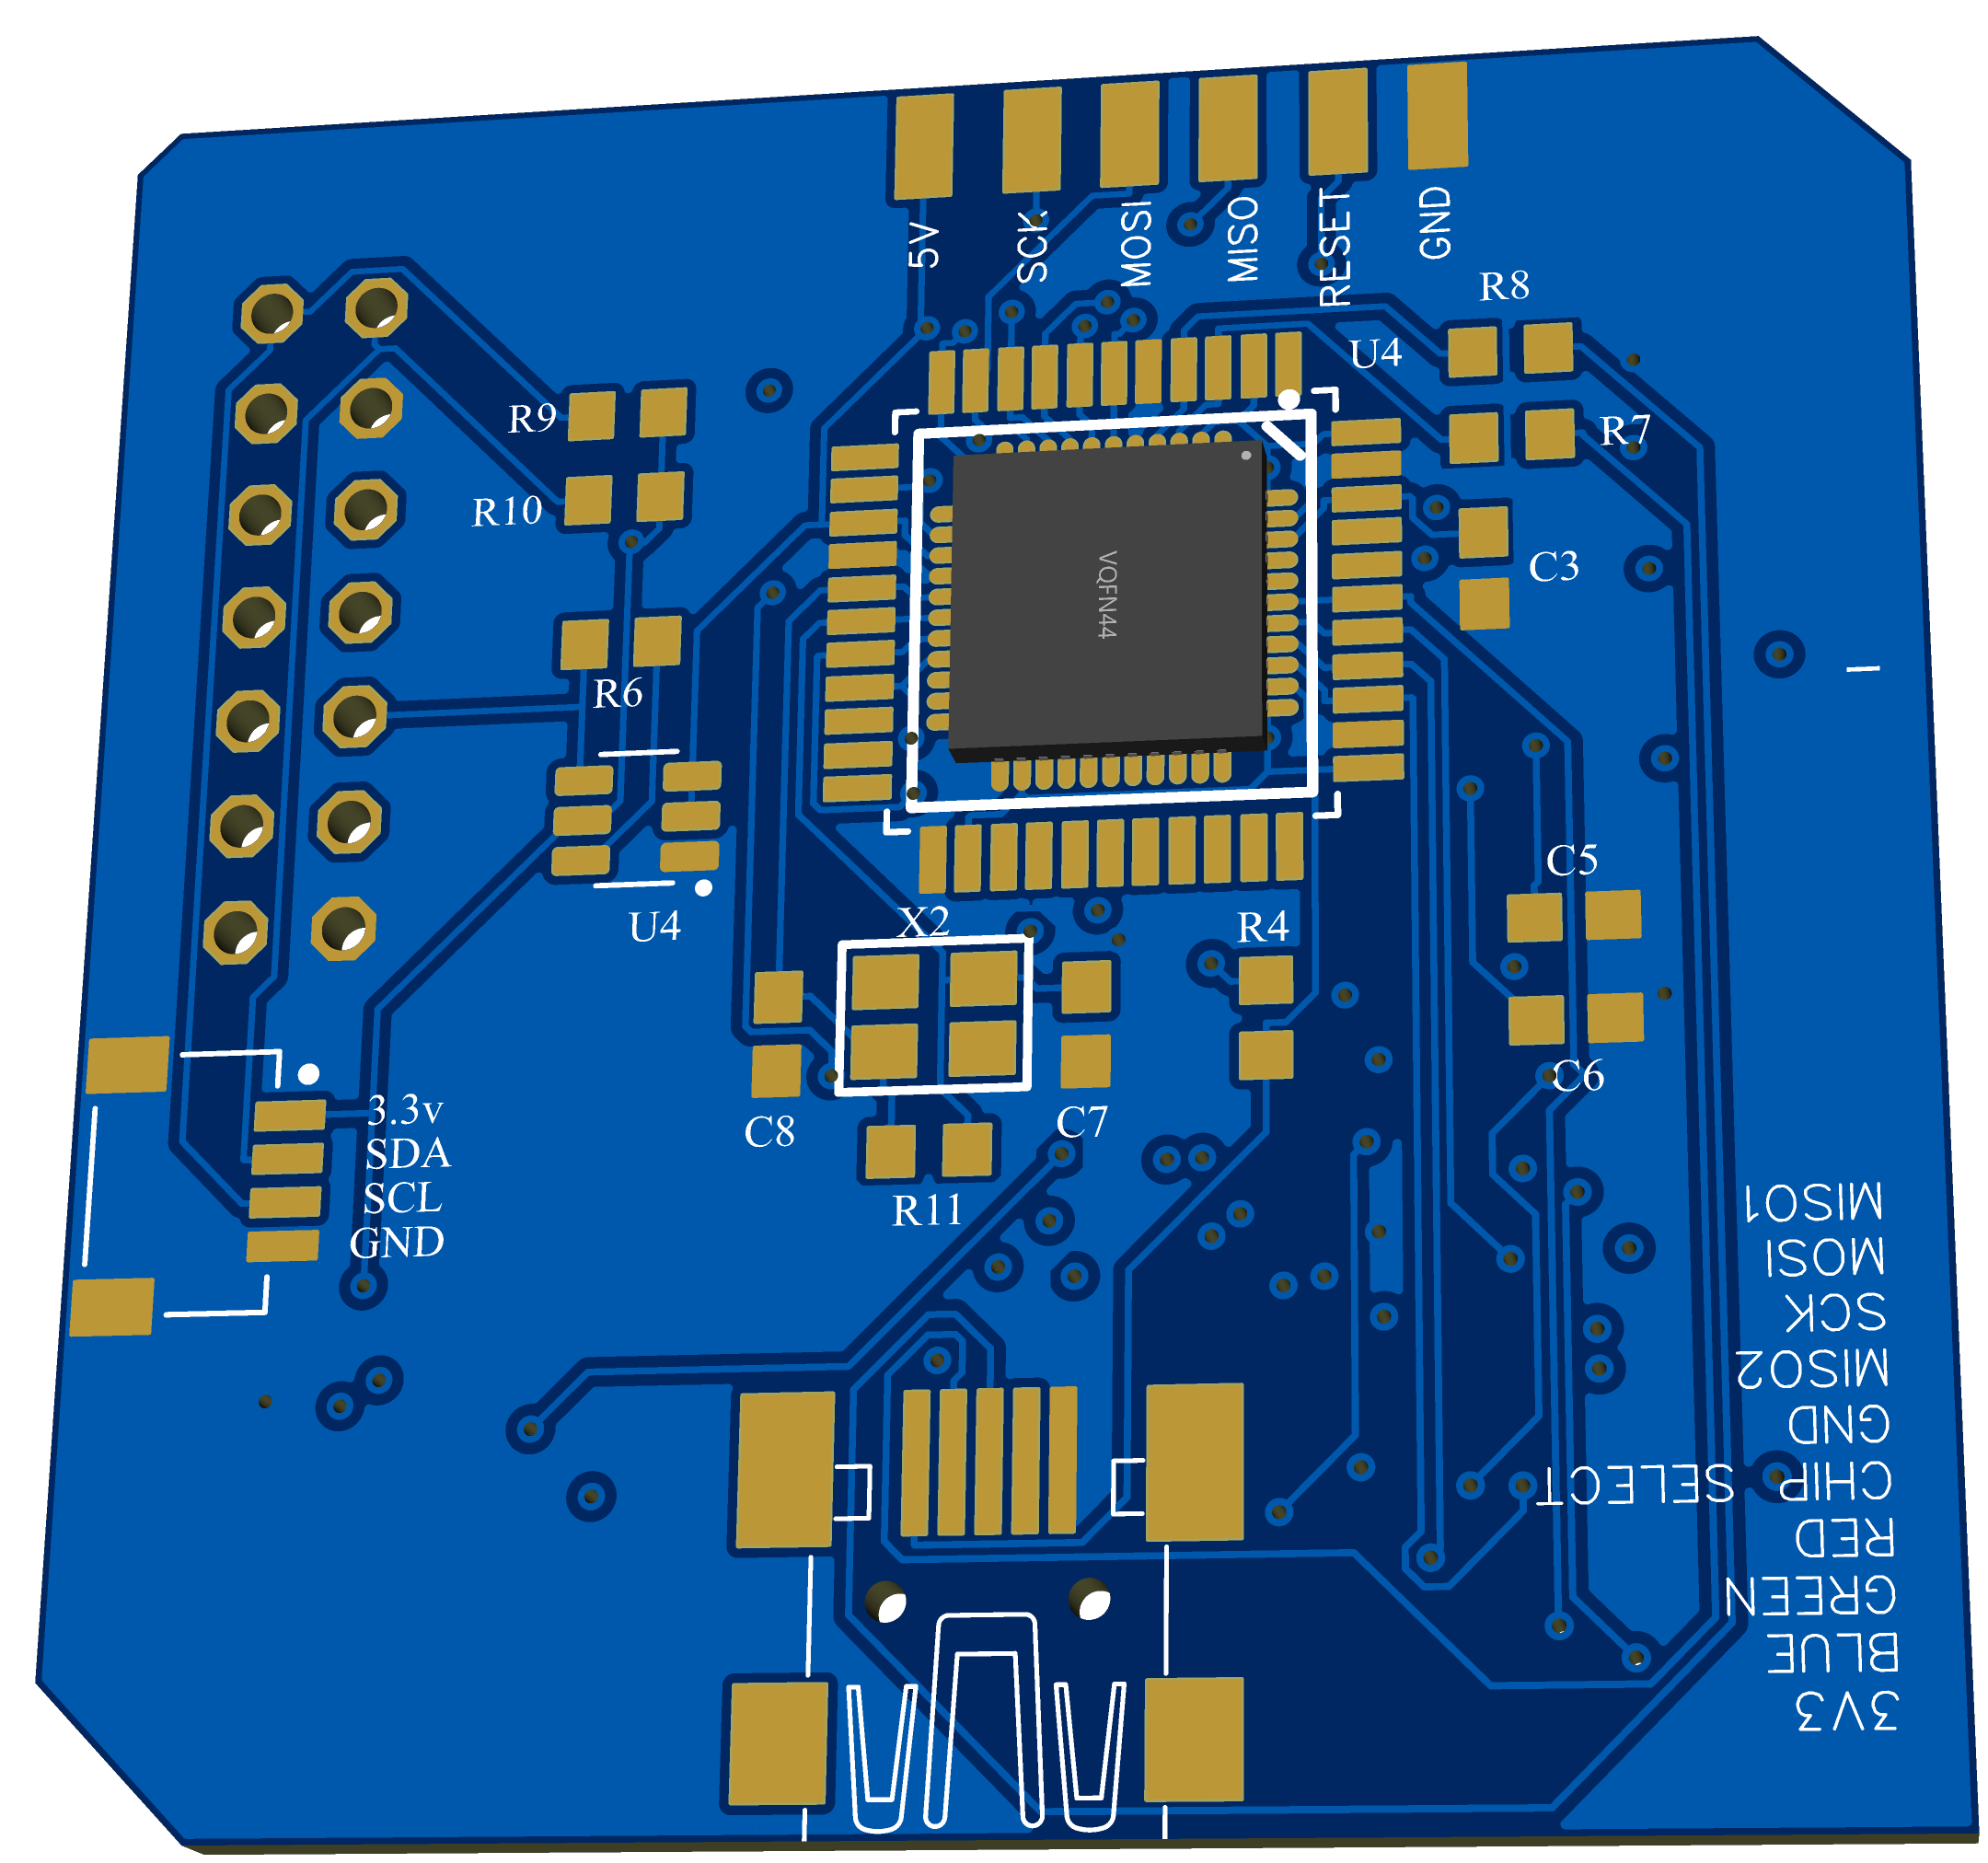 5V
SCK
MOSI
MISO
RESET
GND
R8
U4
R9
R7
R10
C3
VQFN44
R6
C5
X2
R4
U4
C6
3.3v
C8
C7
SDA
SCL
R11
GND
MISO1
MOSI
SCK
MISO2
GND
CHIP SELECT
RED
GREEN
BLUE
3V3